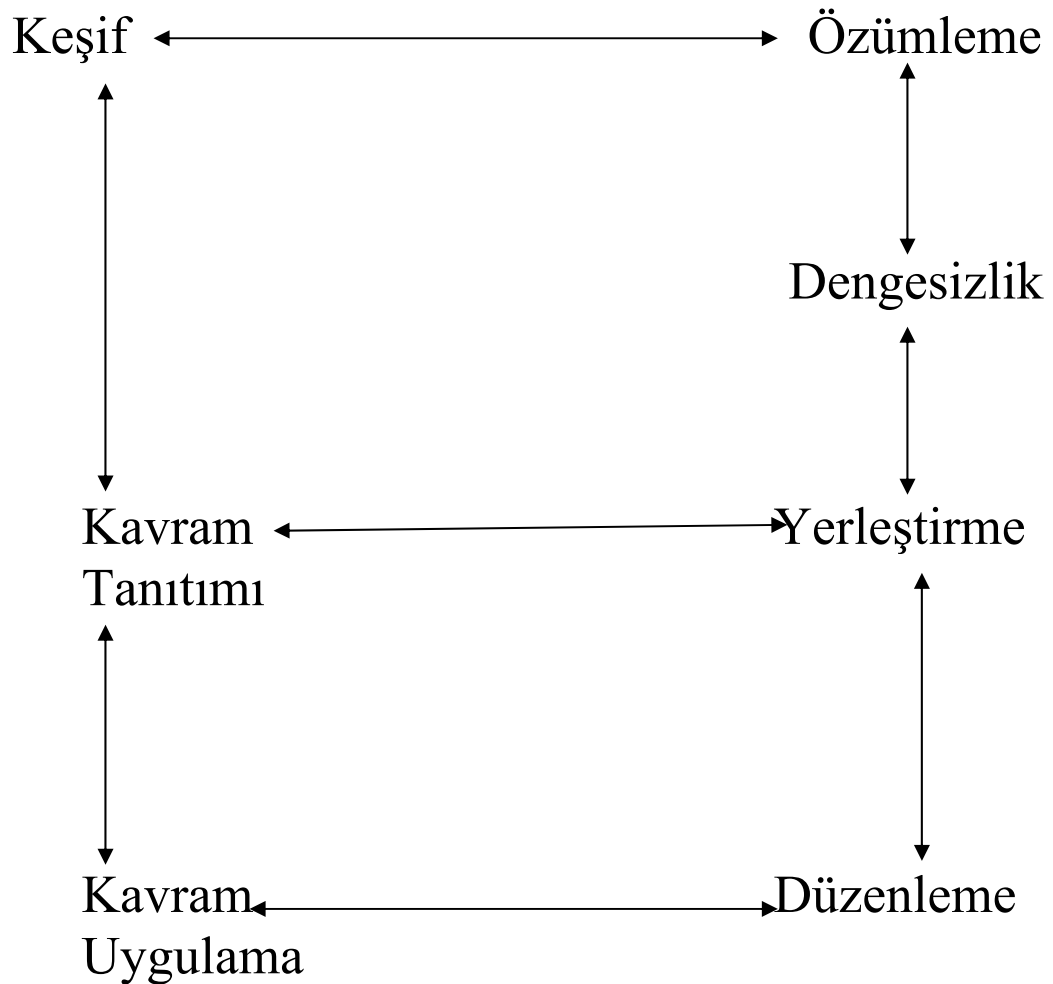 Keşif
Özümleme
Dengesizlik
Kavram
Tanıtımı
Yerleştirme
Kavram
Uygulama
Düzenleme